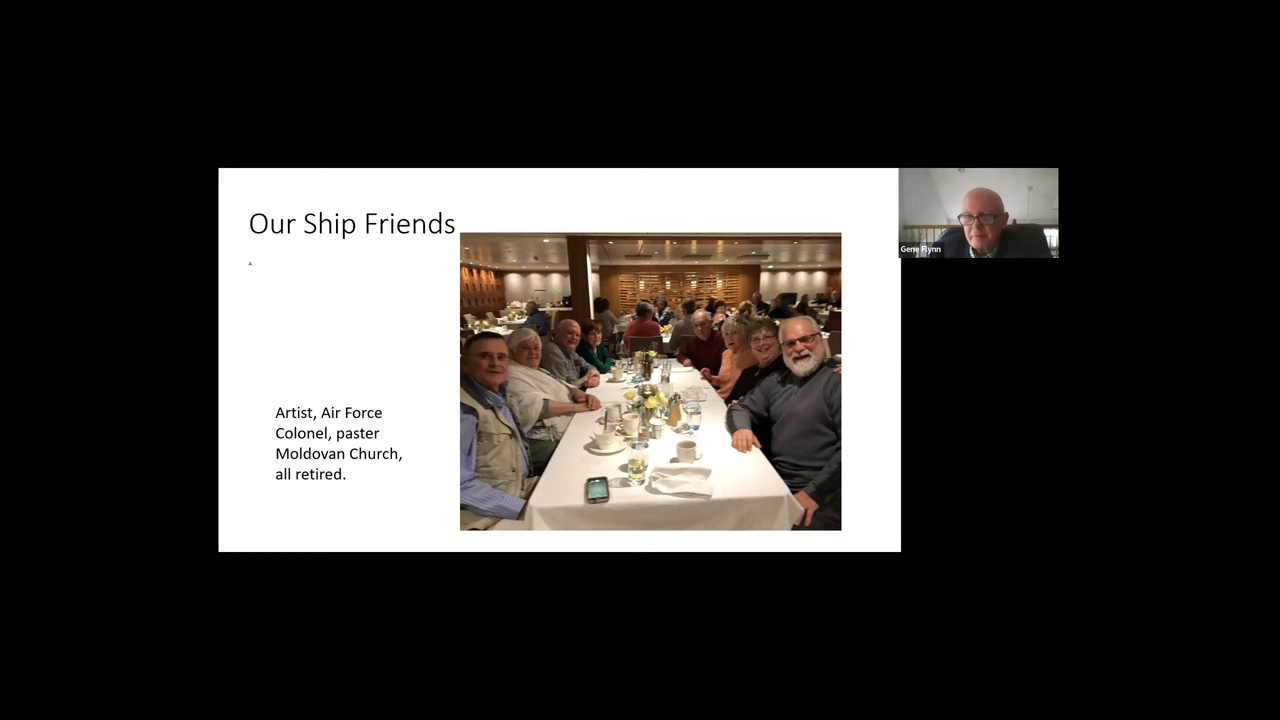 Our Ship Friends
A
Artist, Air Force
Colonel, paster
Moldovan Church,
all retired.
Gene Flynn